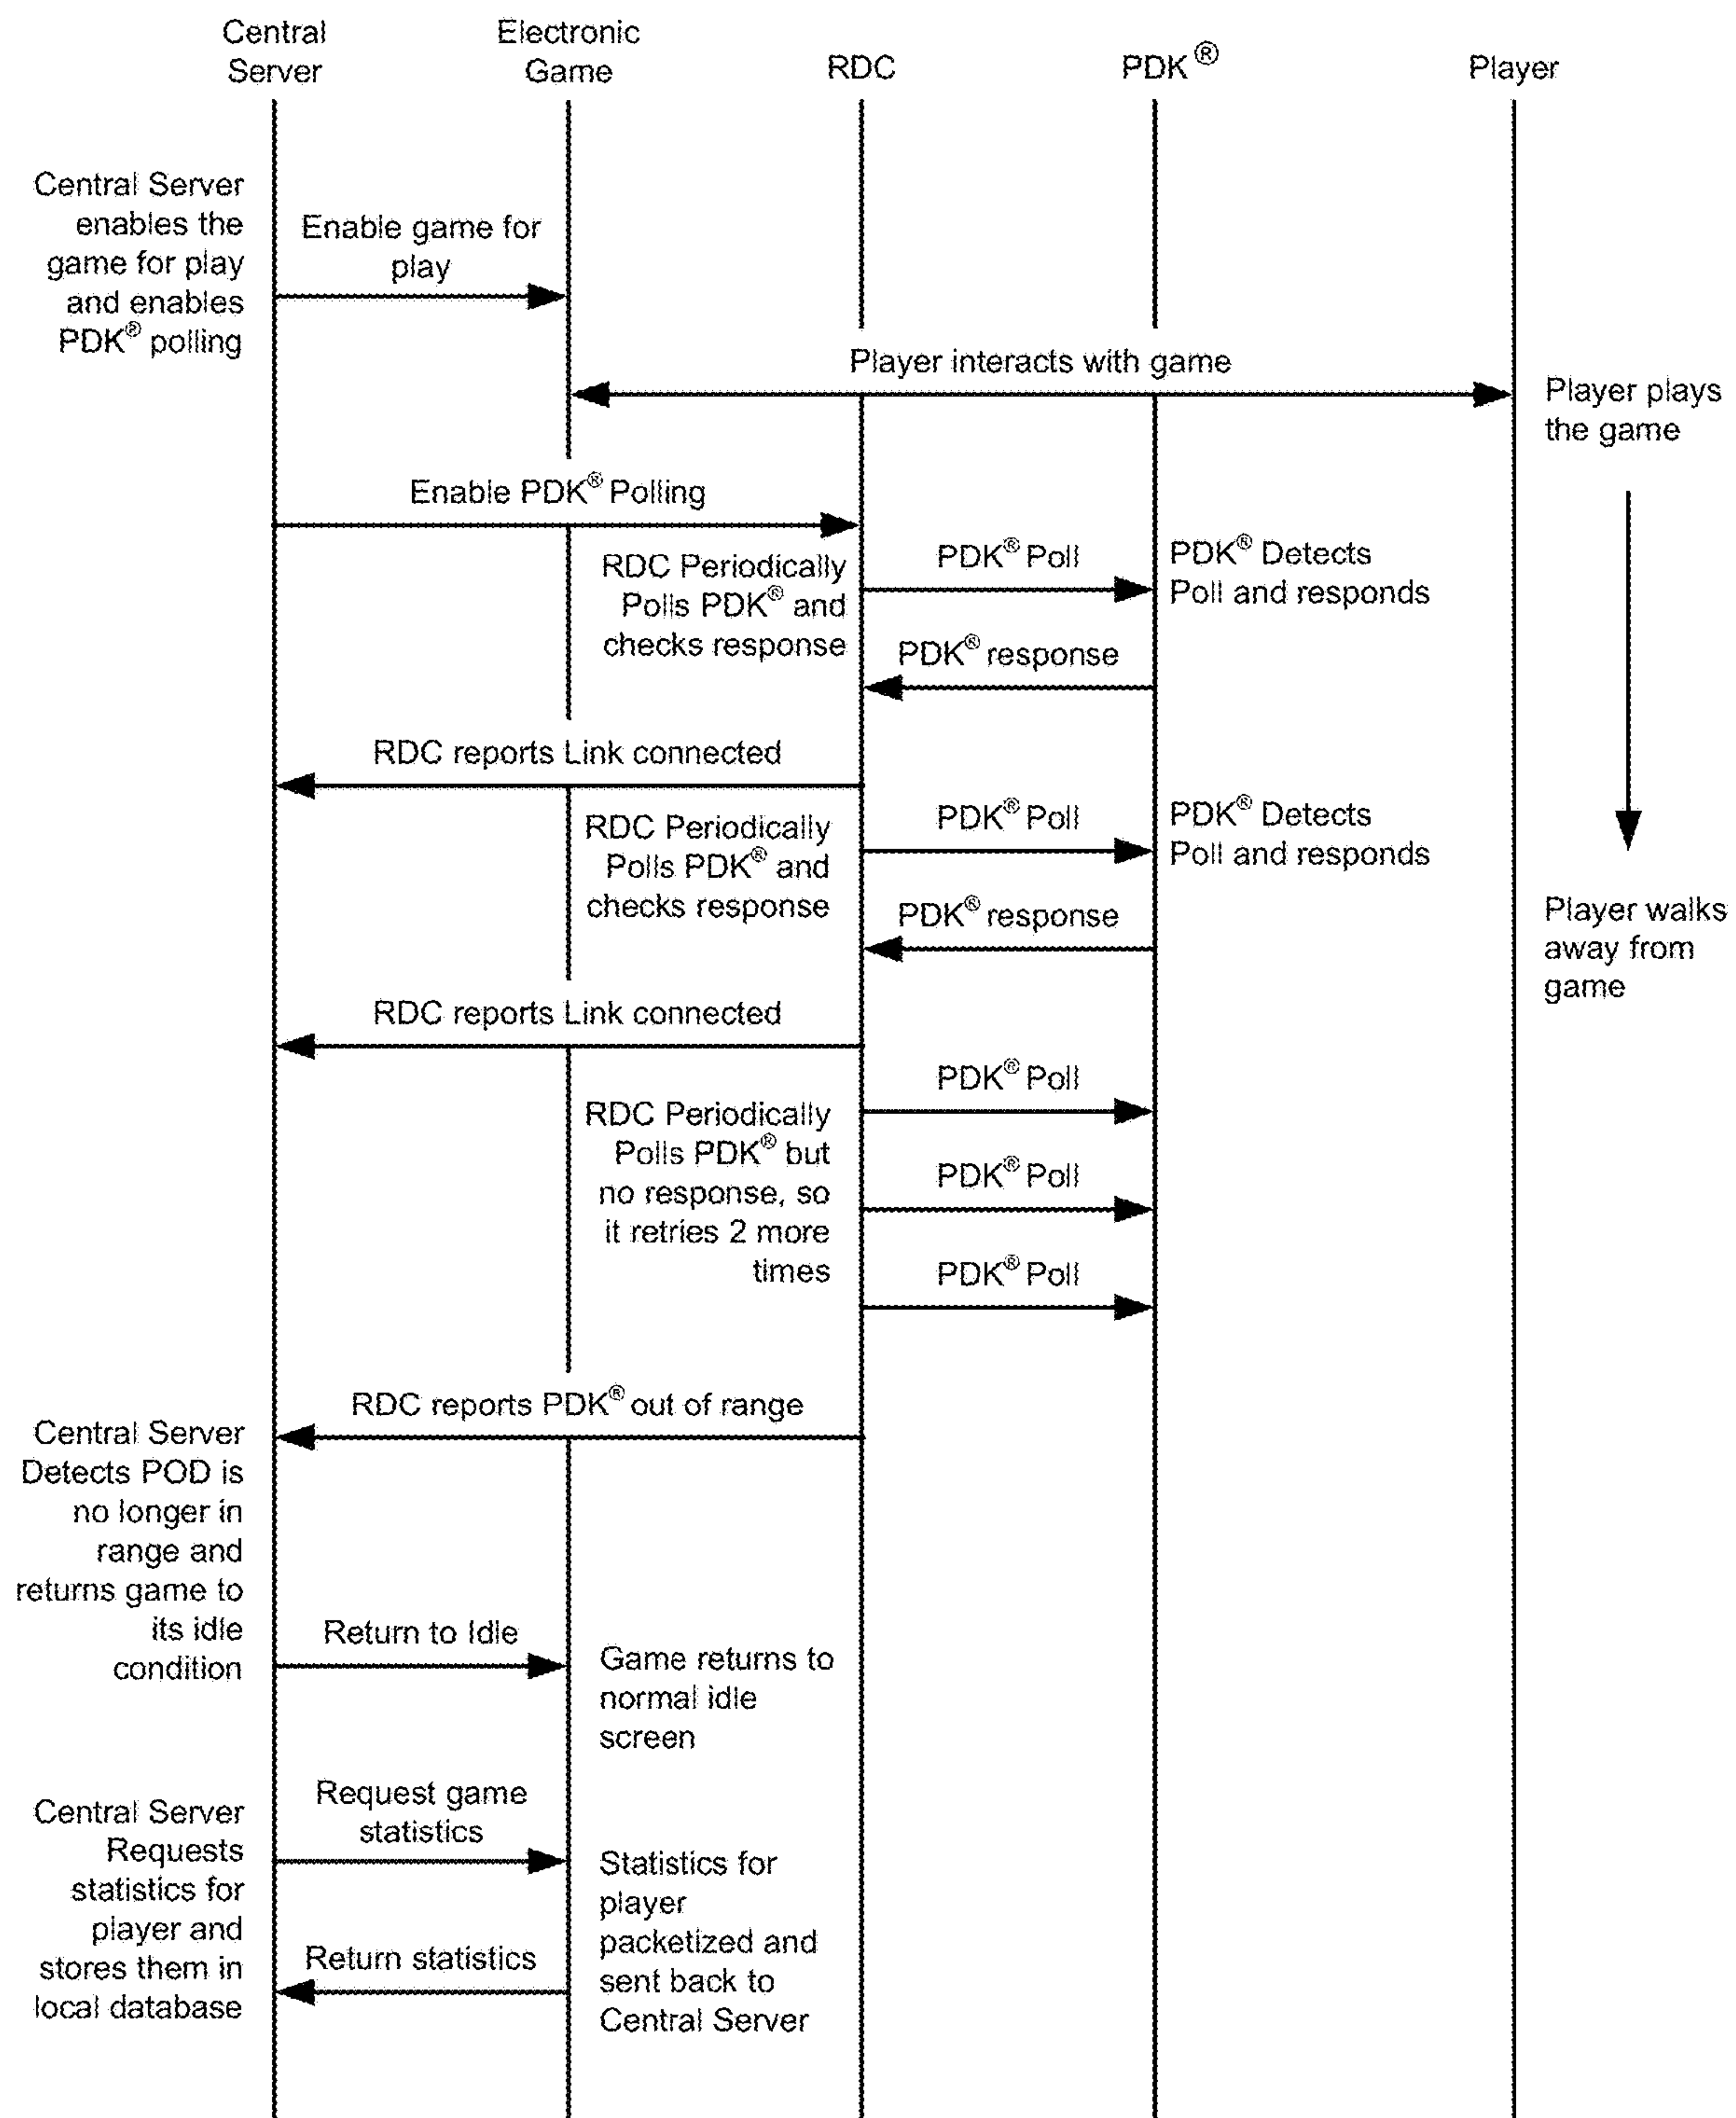 Central
Server
Electronic
Game
RDC
PDK®
Player
Central Server
enables the
game for play
and enables
PDK® polling
Enable game for
play
Player interacts with game
Player plays
the game
Enable PDK® Polling
RDC Periodically
Polls PDK® and
checks response
PDK® Poll
PDK® Detects
Poll and responds
PDK® response
RDC reports Link connected
RDC Periodically
Polls PDK® and
checks response
PDK® Poll
PDK® Detects
Poll and responds
PDK® response
Player walks
away from
game
RDC reports Link connected
RDC Periodically
Polls PDK® but
no response, so
it retries 2 more
times
PDK® Poll
PDK® Poll
PDK® Poll
RDC reports PDK® out of range
Central Server
Detects POD is
no longer in
range and
returns game to
its idle
condition
Return to Idle
Game returns to
normal idle
screen
Central Server
Requests
statistics for
player and
stores them in
local database
Request game
statistics
Statistics for
player
packetized and
sent back to
Central Server
Return statistics